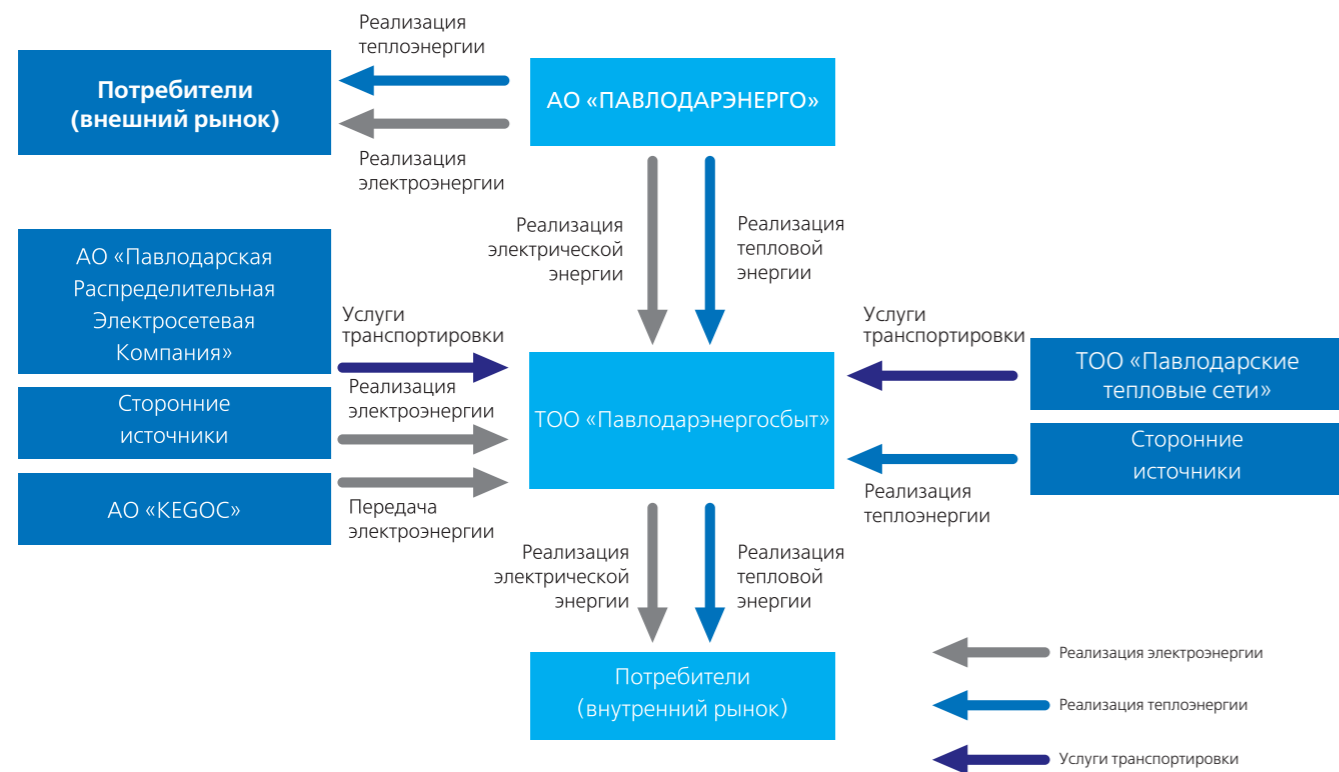 Реализация
теплоэнергии
Потребители
(внешний рынок)
АО «ПАВЛОДАРЭНЕРГО»
Реализация
электроэнергии
Реализация
электрической
энергии
Реализация
тепловой
энергии
АО «Павлодарская
Распределительная
Электросетевая
Компания»
Услуги
транспортировки
Услуги
транспортировки
ТОО «Павлодарские
тепловые сети»
Сторонние
источники
Реализация
электроэнергии
ТОО «Павлодарэнергосбыт»
Сторонние
источники
АО «KEGOC»
Передача
электроэнергии
Реализация
теплоэнергии
Реализация
электрической
энергии
Реализация
тепловой
энергии
Потребители
(внутренний рынок)
Реализация электроэнергии
Реализация теплоэнергии
Услуги транспортировки